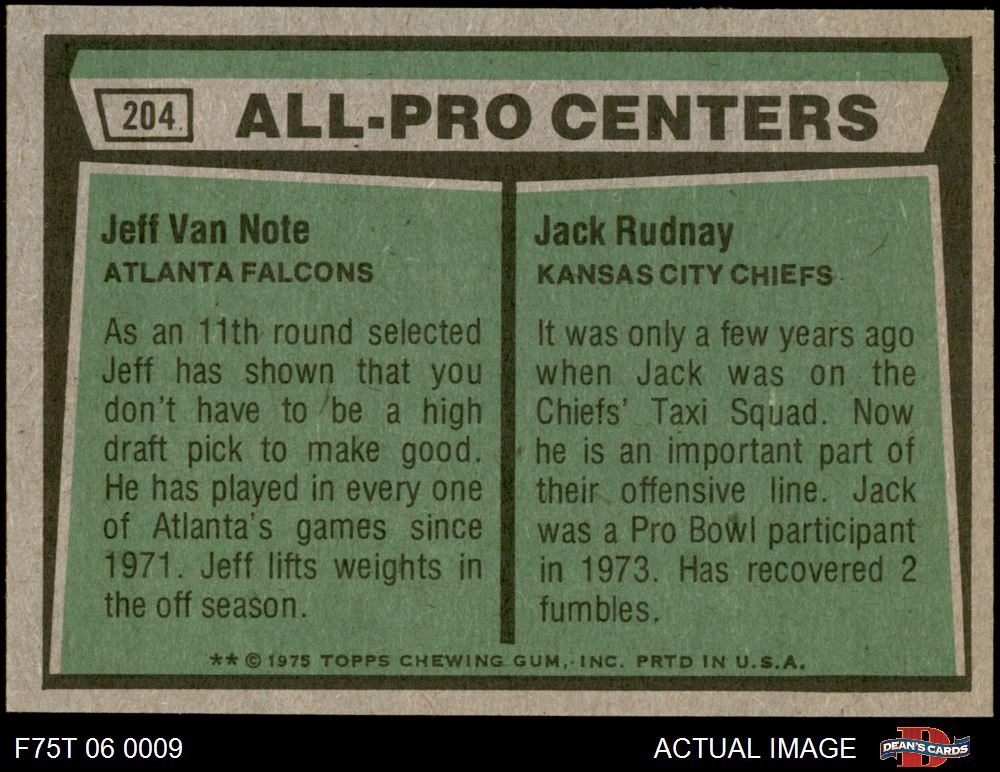 204
ALL-PRO CENTERS
Jeff Van Note
ATLANTA FALCONS
As an 11th round selected
Jeff has shown that you
don't have to be a high
draft pick to make good.
He has played in every one
of Atlanta's games since
1971. Jeff lifts weights in
the off season.
Jack Rudnay
KANSAS CITY CHIEFS
It was only a few years ago
when Jack was on the
Chiefs' Taxi Squad. Now
he is an important part of
their offensive line. Jack
was a Pro Bowl participant
in 1973. Has recovered 2
fumbles.
** © 1975 TOPPS CHEWING GUM, INC. PRTD IN U.S.A.
F75T 06 0009
ACTUAL IMAGE
D
DEAN'S CARDS